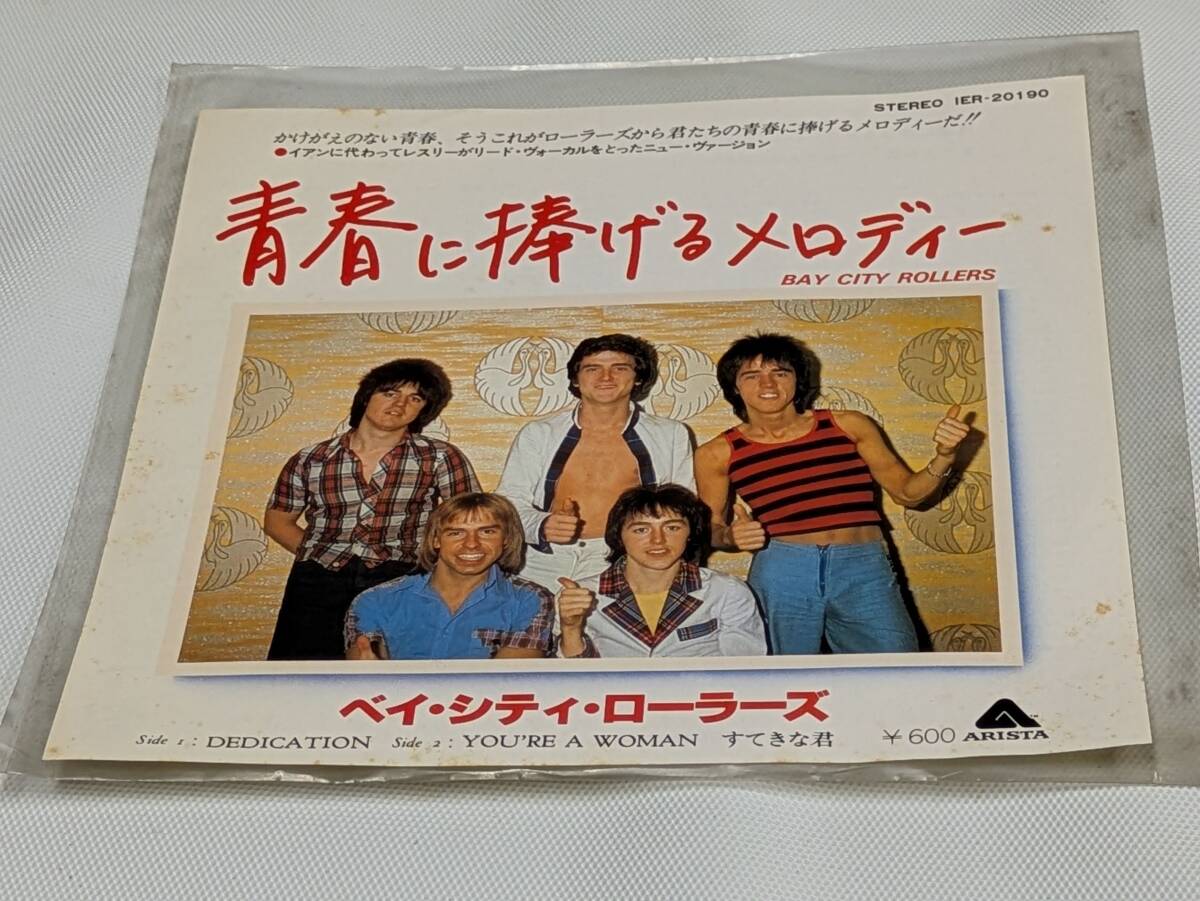 STEREO IER-20190
かけがえのない青春、そうこれがローラーズから君たちの青春に捧げるメロディーだ!!
●イアンに代わってレスリーがリード・ヴォーカルをとったニュー・ヴァージョン
青春に捧げるメロディー
BAY CITY ROLLERS
ベイ・シティ・ローラーズ
Side 1 : DEDICATION Side 2 : YOU'RE A WOMAN すてきな君 ¥600 ARISTA